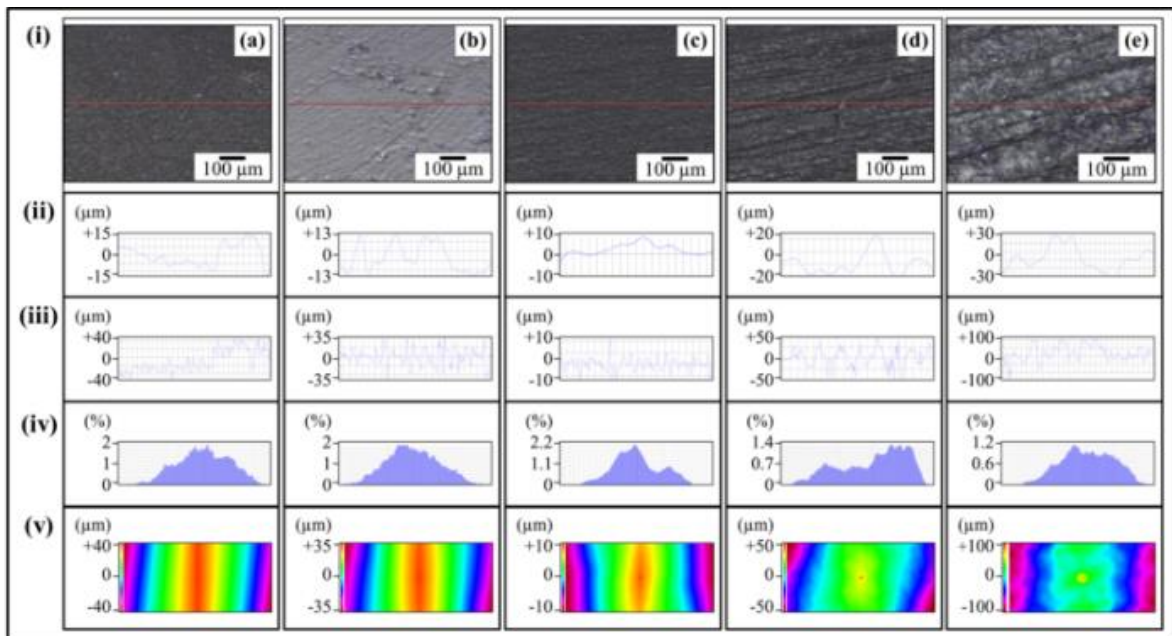 (i) (a) (b) (c) (d) (e)
100 µm 100 µm 100 µm 100 µm 100 µm
(ii) (µm) (µm) (µm) (µm) (µm)
+15 +13 +10 +20 +30
0 0 0 0 0
-15 -13 -10 -20 -30
(iii) (µm) (µm) (µm) (µm) (µm)
+40 +35 +10 +50 +100
0 0 0 0 0
-40 -35 -10 -50 -100
(iv) (%) (%) (%) (%) (%)
2 2 2.2 1.4 1.2
1 1 1.1 0.7 0.6
0 0 0 0 0
(v) (µm) (µm) (µm) (µm) (µm)
+40 +35 +10 +50 +100
0 0 0 0 0
-40 -35 -10 -50 -100